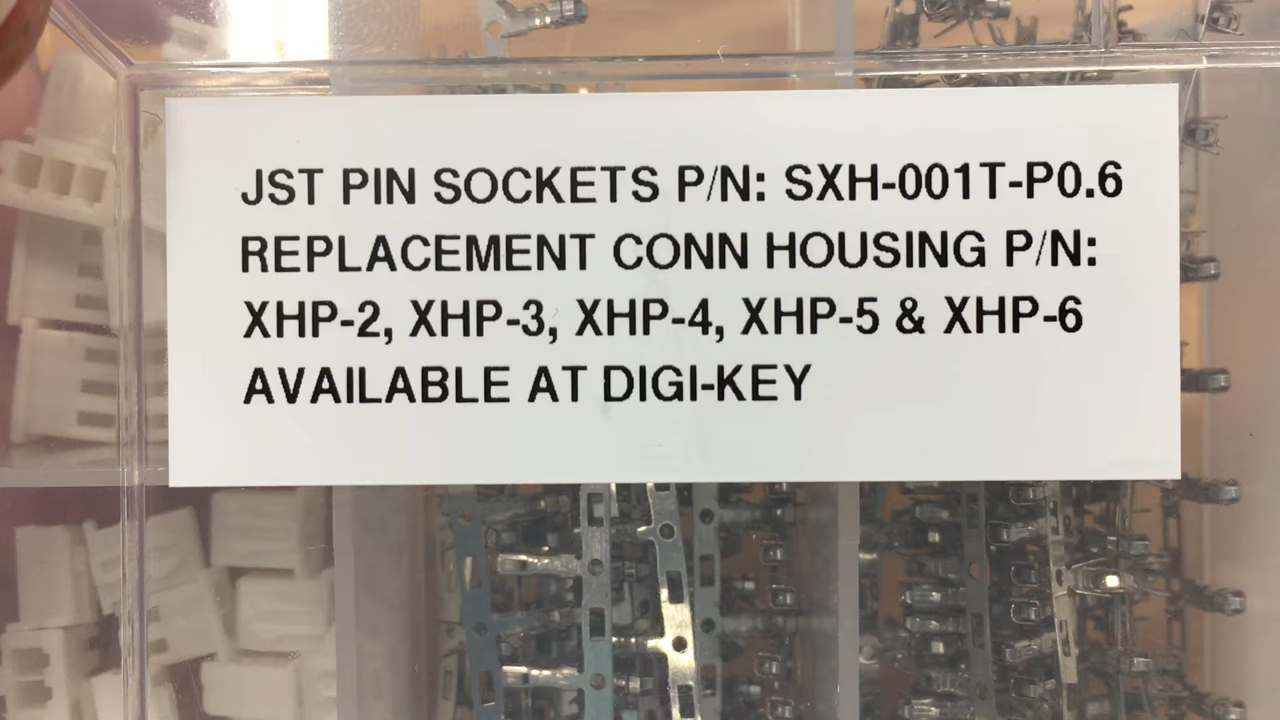 JST PIN SOCKETS P/N: SXH-001T-P0.6
REPLACEMENT CONN HOUSING P/N:
XHP-2, XHP-3, XHP-4, XHP-5 & XHP-6
AVAILABLE AT DIGI-KEY